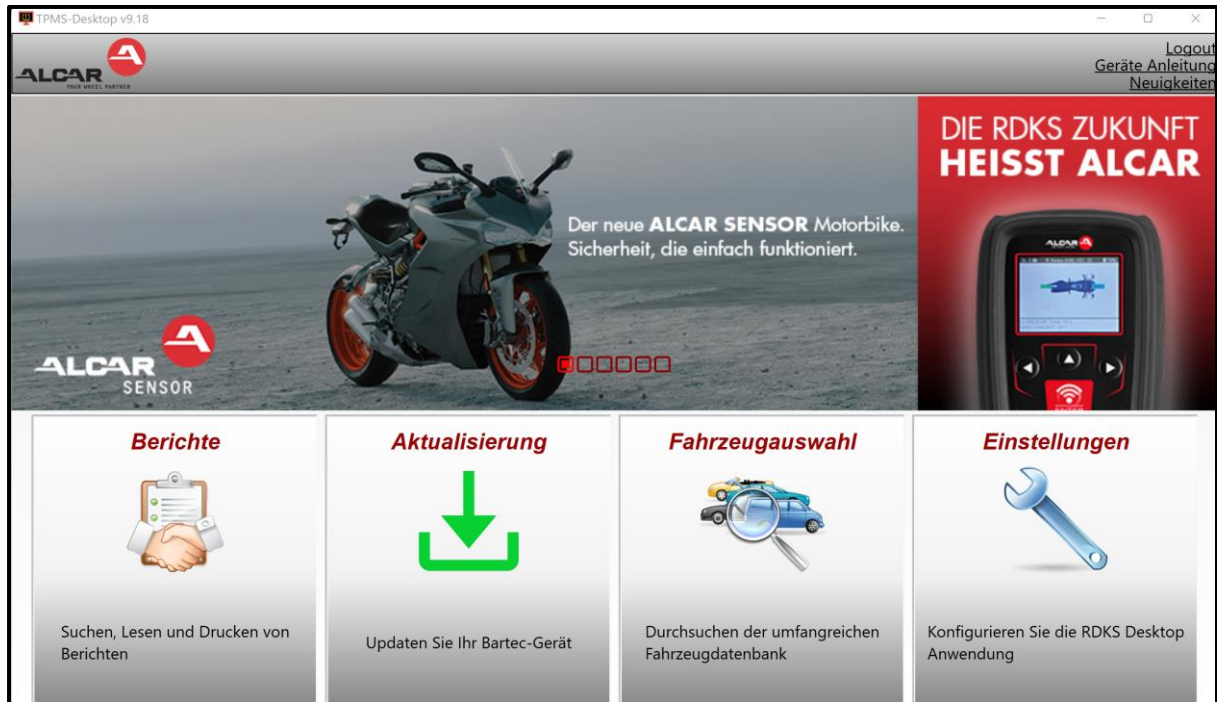 TPMS-Desktop v9.18
Logout
ALCAR
YOUR WHEEL PARTNER
Geräte Anleitung
Neuigkeiten
DIE RDKS ZUKUNFT
HEISST ALCAR
Der neue ALCAR SENSOR Motorbike.
Sicherheit, die einfach funktioniert.
ALCAR
ALCAR
SENSOR
Berichte
Aktualisierung
Fahrzeugauswahl
Einstellungen
Suchen, Lesen und Drucken von
Berichten
Updaten Sie Ihr Bartec-Gerät
Durchsuchen der umfangreichen
Fahrzeugdatenbank
Konfigurieren Sie die RDKS Desktop
Anwendung